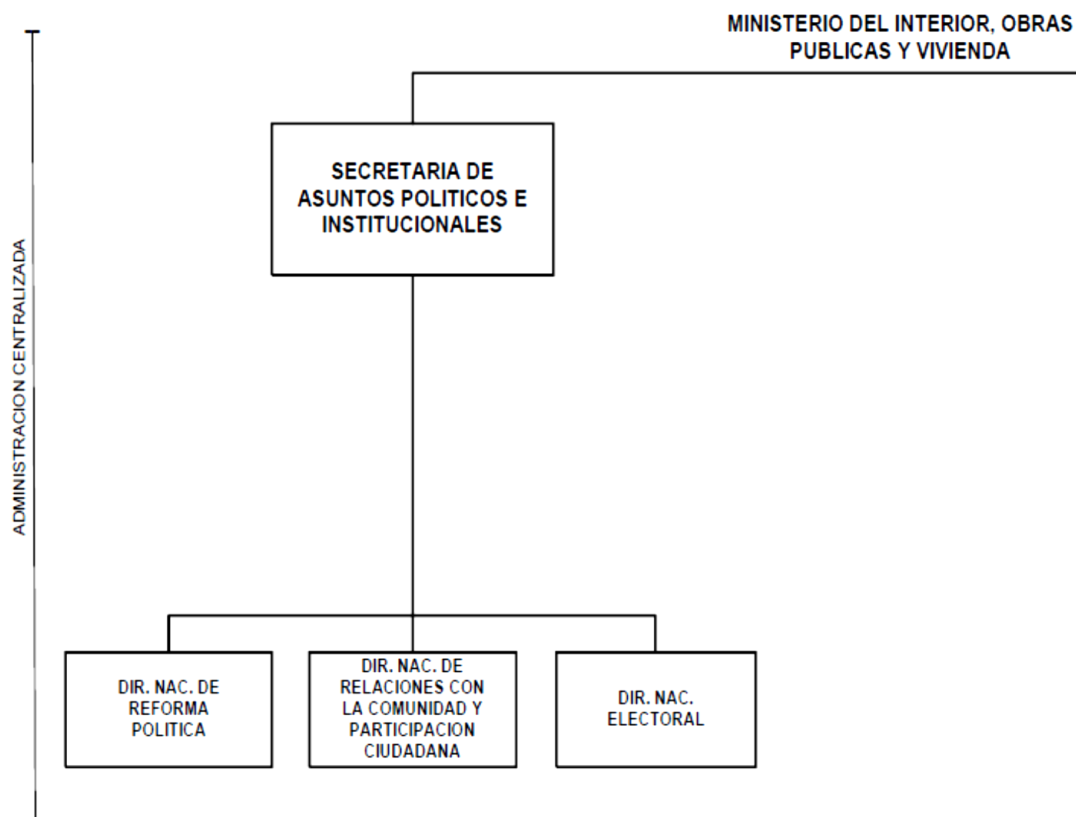 MINISTERIO DEL INTERIOR, OBRAS
PUBLICAS Y VIVIENDA
SECRETARIA DE
ASUNTOS POLITICOS E
INSTITUCIONALES
ADMINISTRACION CENTRALIZADA
DIR. NAC. DE
REFORMA
POLITICA
DIR. NAC. DE
RELACIONES CON
LA COMUNIDAD Y
PARTICIPACION
CIUDADANA
DIR. NAC.
ELECTORAL